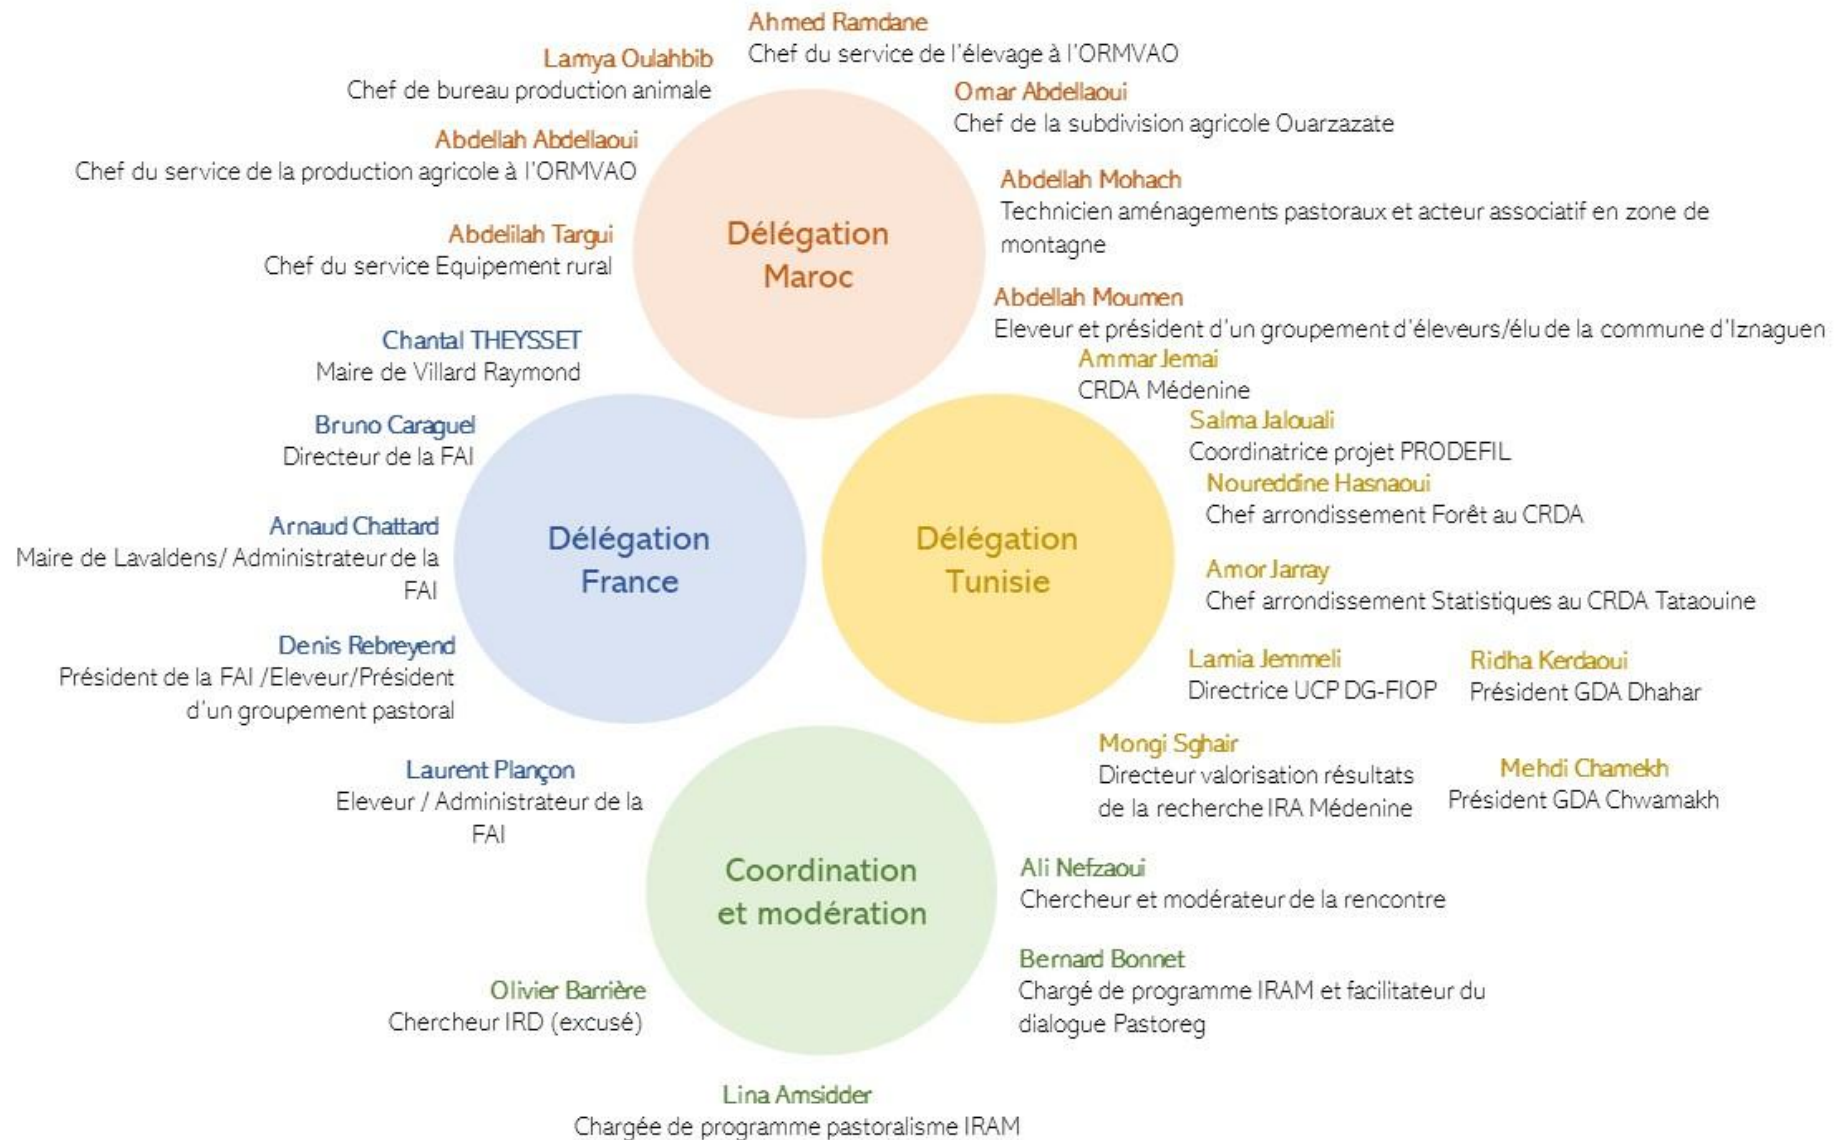 Ahmed Ramdane
Chef du service de l'élevage à l'ORMVAO
Lamya Oulahbib
Chef de bureau production animale
Omar Abdellaoui
Chef de la subdivision agricole Ouarzazate
Abdellah Abdellaoui
Chef du service de la production agricole à l'ORMVAO
Abdellah Mohach
Technicien aménagements pastoraux et acteur associatif en zone de
montagne
Abdelilah Targui
Chef du service Equipement rural
Délégation
Maroc
Abdellah Moumen
Eleveur et président d'un groupement d'éleveurs/élu de la commune d'Iznaguen
Chantal THEYSSET
Maire de Villard Raymond
Bruno Caraguel
Directeur de la FAI
Arnaud Chattard
Maire de Lavaldens/ Administrateur de la
FAI
Délégation
France
Denis Rebreyend
Président de la FAI /Eleveur/Président
d'un groupement pastoral
Laurent Plançon
Eleveur / Administrateur de la
FAI
Ammar Jemai
CRDA Médenine
Salma Jalouali
Coordinatrice projet PRODEFIL
Noureddine Hasnaoui
Chef arrondissement Forêt au CRDA
Délégation
Tunisie
Amor Jarray
Chef arrondissement Statistiques au CRDA Tataouine
Lamia Jemmeli
Directrice UCP DG-FIOP
Ridha Kerdaoui
Président GDA Dhahar
Mongi Sghair
Directeur valorisation résultats
de la recherche IRA Médenine
Mehdi Chamekh
Président GDA Chwamakh
Coordination
et modération
Ali Nefzaoui
Chercheur et modérateur de la rencontre
Bernard Bonnet
Chargé de programme IRAM et facilitateur du
dialogue Pastoreg
Olivier Barrière
Chercheur IRD (excusé)
Lina Amsidder
Chargée de programme pastoralisme IRAM